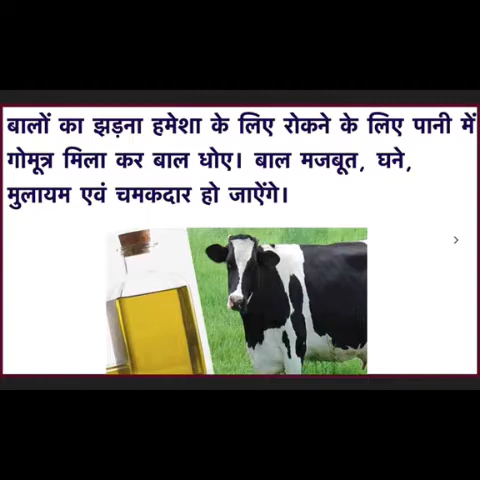 बालों का झड़ना हमेशा के लिए रोकने के लिए पानी में
गोमूत्र मिला कर बाल धोए। बाल मजबूत, घने,
मुलायम एवं चमकदार हो जाऐंगे।